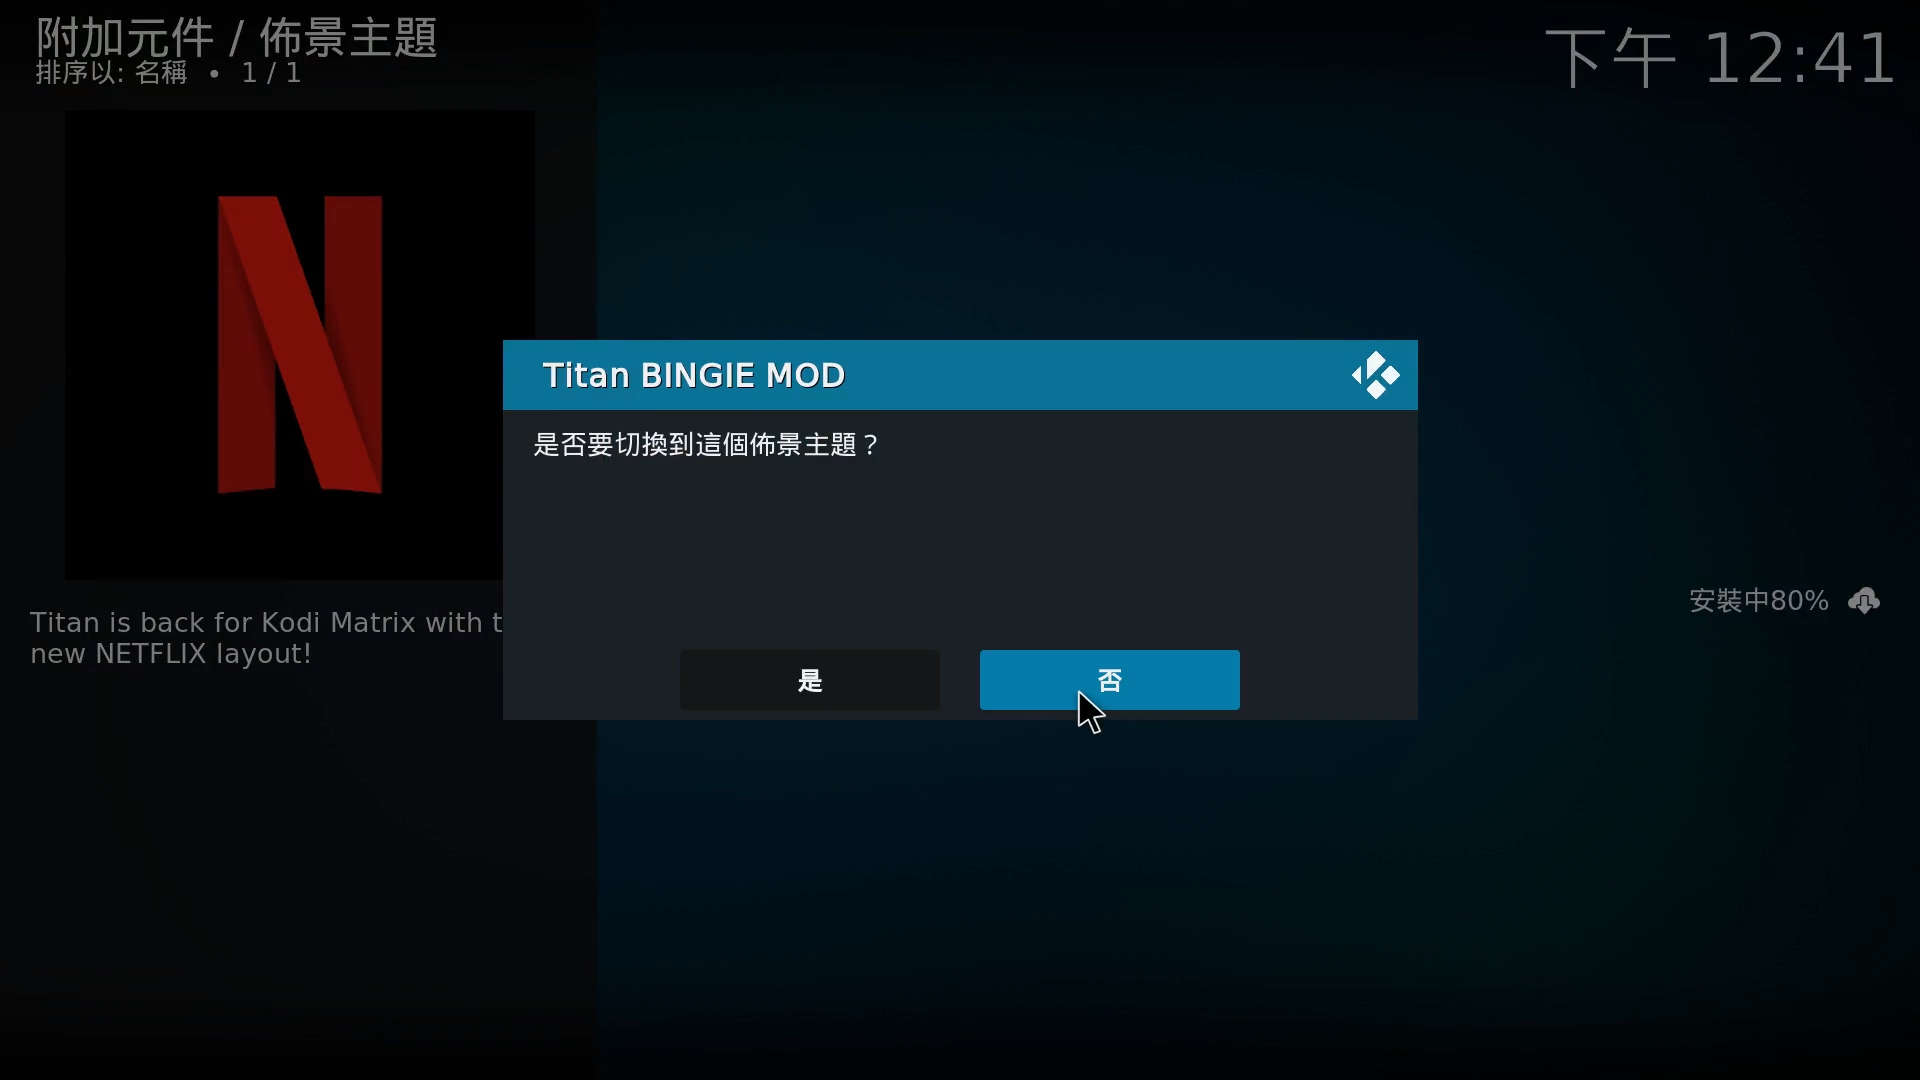 附加元件 / 佈景主題
排序以: 名稱 • 1 / 1
下午 12:41
Titan BINGIE MOD
是否要切換到這個佈景主題？
安裝中80%
Titan is back for Kodi Matrix with t
new NETFLIX layout!
是
否